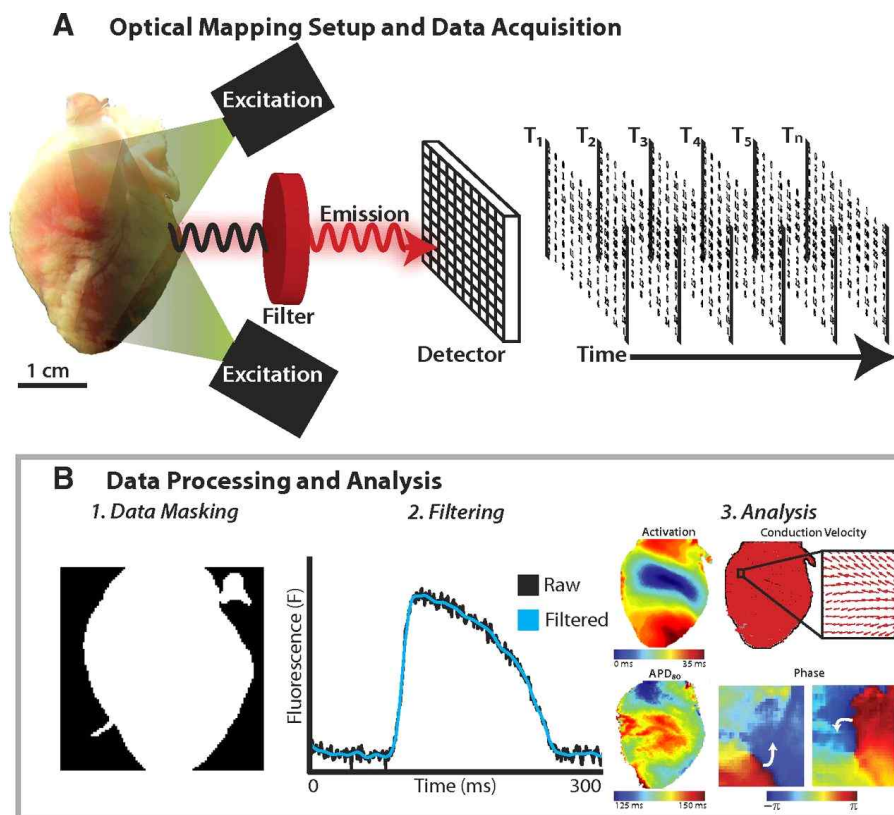 A Optical Mapping Setup and Data Acquisition
Excitation
T1 T2 T3 T4 T5 Tn
Emission
Filter
Detector
Time
Excitation
1 cm
B Data Processing and Analysis
1. Data Masking
2. Filtering
3. Analysis
Activation
Conduction Velocity
Fluorescence (F)
Raw
Filtered
0 ms 35 ms
APD80
Phase
0 Time (ms) 300
125 ms 150 ms
−π π